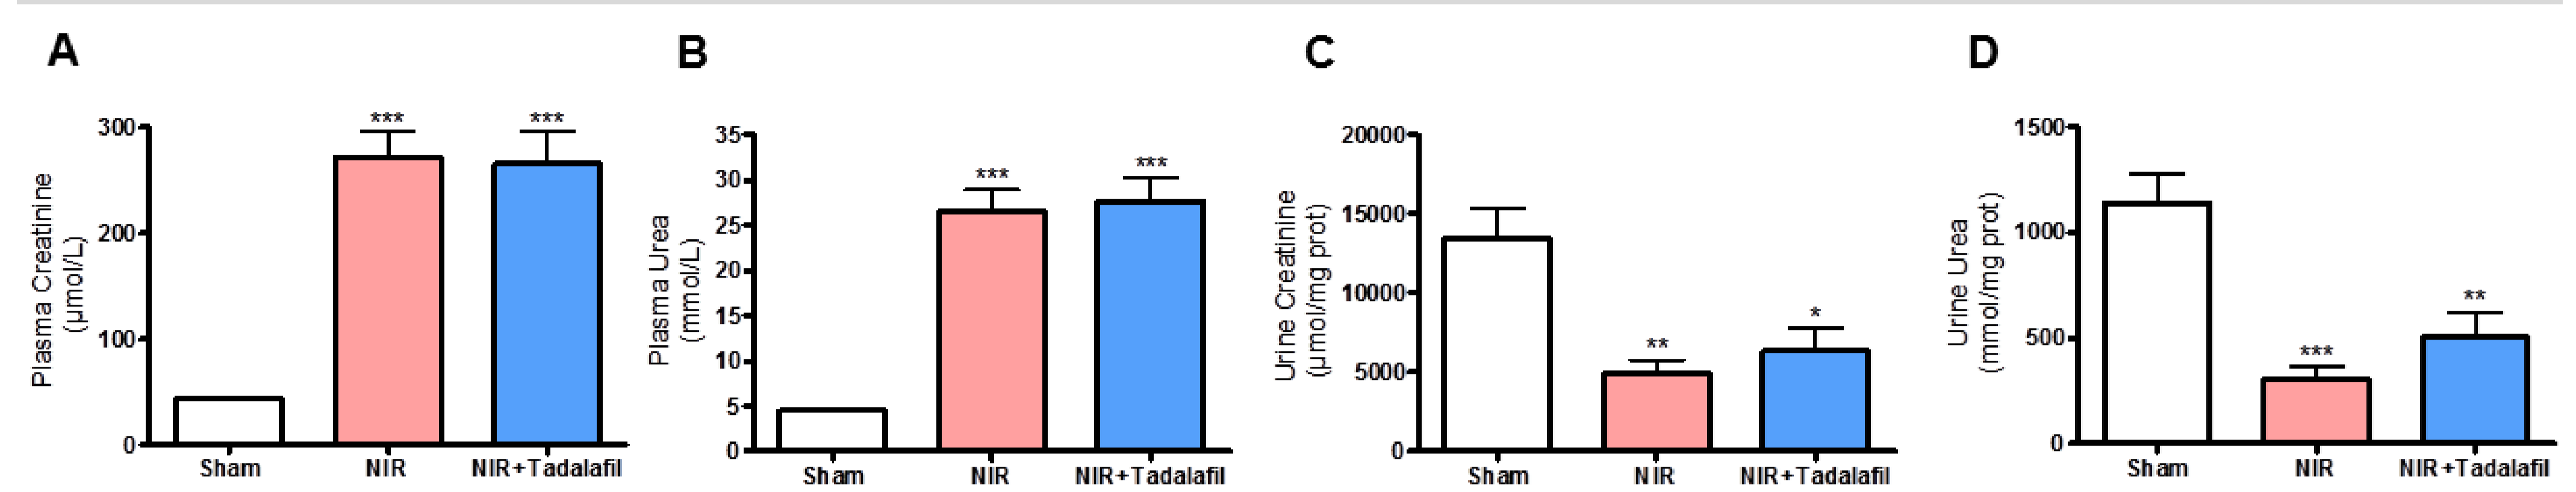 A
Plasma Creatinine
(µmol/L)
300
200
100
0
***
***
Sham
NIR
NIR+Tadalafil
B
Plasma Urea
(mmol/L)
35
30
25
20
15
10
5
0
***
***
Sham
NIR
NIR+Tadalafil
C
Urine Creatinine
(µmol/mg prot)
20000
15000
10000
5000
0
**
*
Sham
NIR
NIR+Tadalafil
D
Urine Urea
(mmol/mg prot)
1500
1000
500
0
***
**
Sham
NIR
NIR+Tadalafil